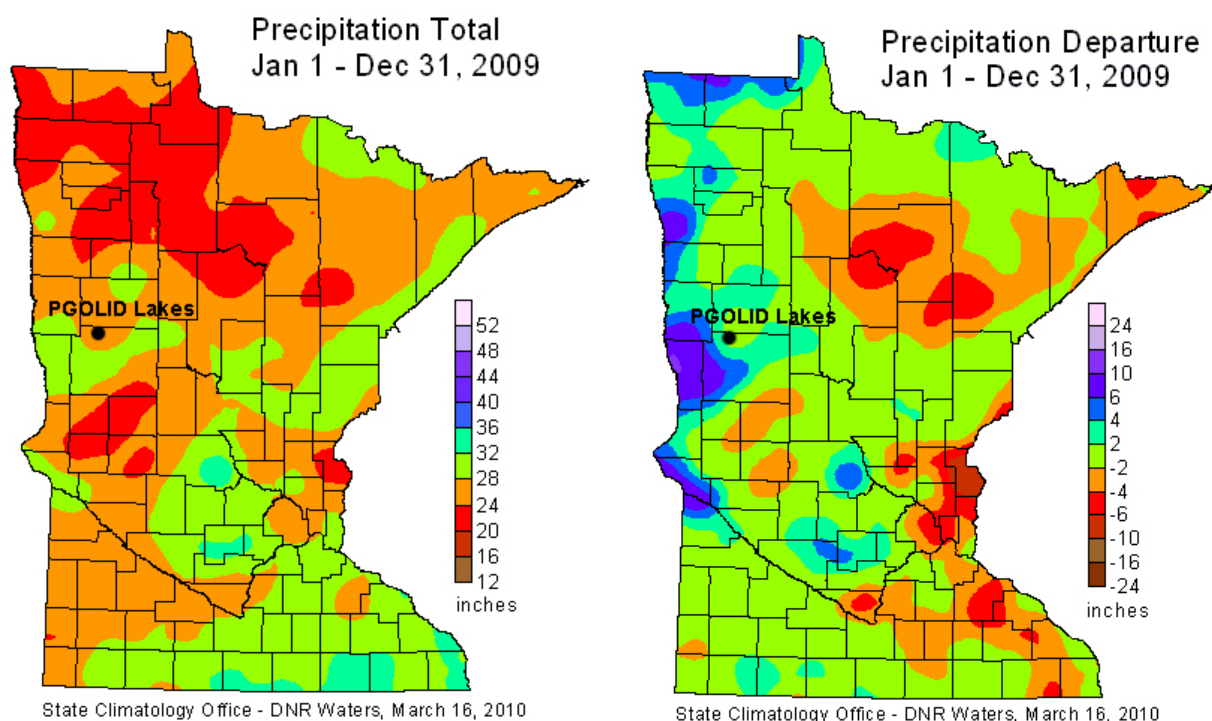 Precipitation Total
Jan 1 - Dec 31, 2009
PGOLID Lakes
52
48
44
40
36
32
28
24
20
16
12
inches
State Climatology Office - DNR Waters, March 16, 2010
Precipitation Departure
Jan 1 - Dec 31, 2009
PGOLID Lakes
24
16
10
6
4
2
-2
-4
-6
-10
-16
-24
inches
State Climatology Office - DNR Waters, March 16, 2010